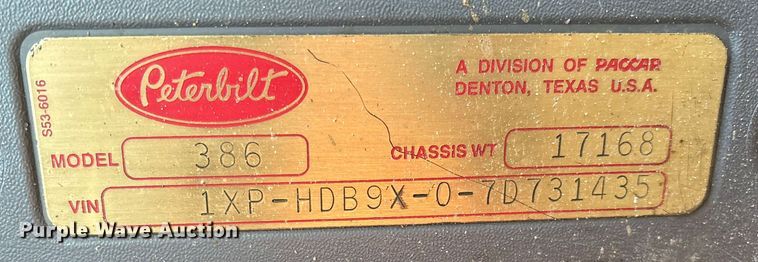 Peterbilt
A DIVISION OF PACCAR
DENTON, TEXAS U.S.A.
S53-6016
MODEL 386 CHASSIS WT 17168
VIN 1XP-HDB9X-0-7D731435
Purple Wave Auction